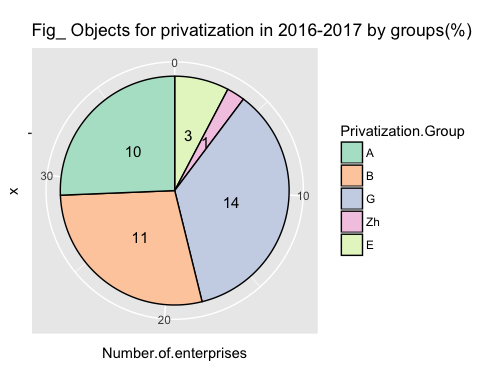 Fig_ Objects for privatization in 2016-2017 by groups(%)
0
3
1
10
30
14
10
11
20
x
Number.of.enterprises
Privatization.Group
A
B
G
Zh
E